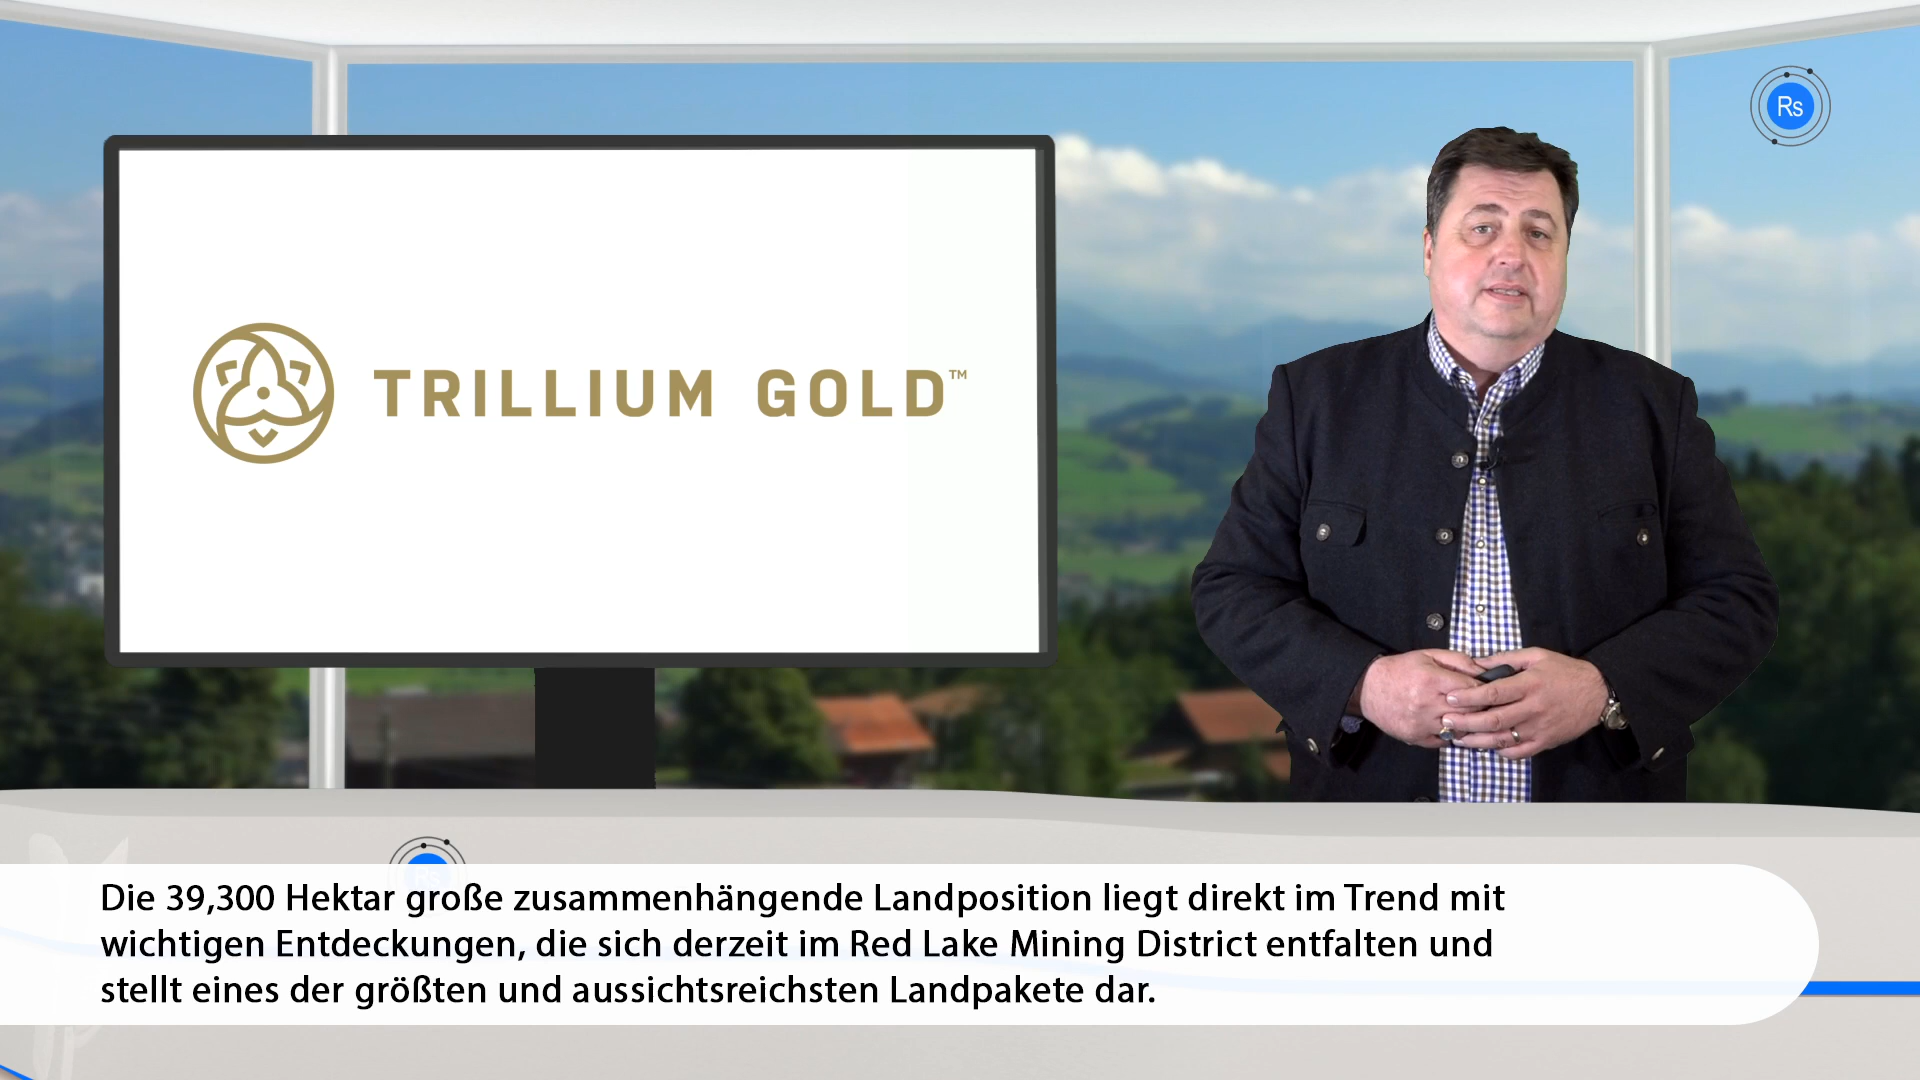 Rs
TRILLIUM GOLD™
Die 39,300 Hektar große zusammenhängende Landposition liegt direkt im Trend mit
wichtigen Entdeckungen, die sich derzeit im Red Lake Mining District entfalten und
stellt eines der größten und aussichtsreichsten Landpakete dar.